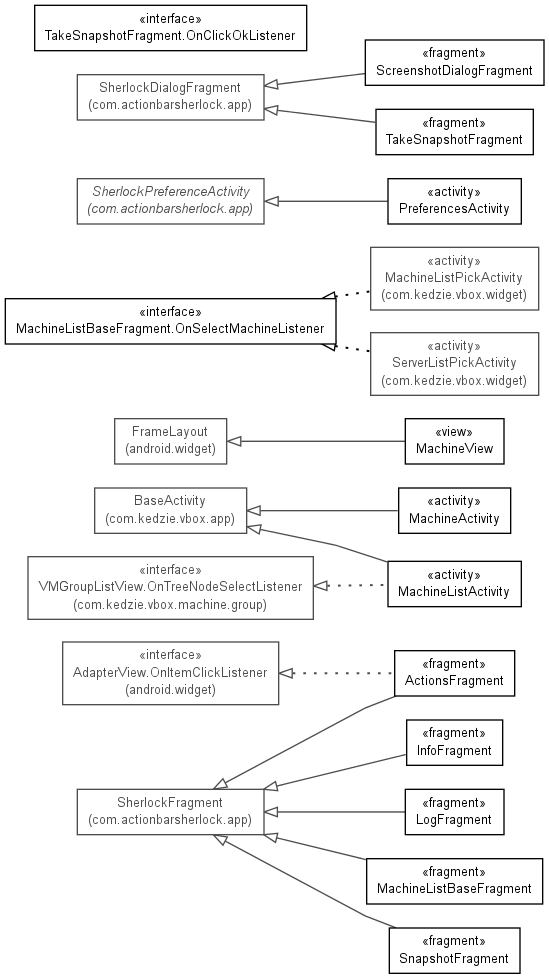 «interface»
TakeSnapshotFragment.OnClickOkListener
«fragment»
ScreenshotDialogFragment
SherlockDialogFragment
(com.actionbarsherlock.app)
«fragment»
TakeSnapshotFragment
SherlockPreferenceActivity
(com.actionbarsherlock.app)
«activity»
PreferencesActivity
«activity»
MachineListPickActivity
(com.kedzie.vbox.widget)
«interface»
MachineListBaseFragment.OnSelectMachineListener
«activity»
ServerListPickActivity
(com.kedzie.vbox.widget)
FrameLayout
(android.widget)
«view»
MachineView
BaseActivity
(com.kedzie.vbox.app)
«activity»
MachineActivity
«interface»
VMGroupListView.OnTreeNodeSelectListener
(com.kedzie.vbox.machine.group)
«activity»
MachineListActivity
«interface»
AdapterView.OnItemClickListener
(android.widget)
«fragment»
ActionsFragment
«fragment»
InfoFragment
SherlockFragment
(com.actionbarsherlock.app)
«fragment»
LogFragment
«fragment»
MachineListBaseFragment
«fragment»
SnapshotFragment